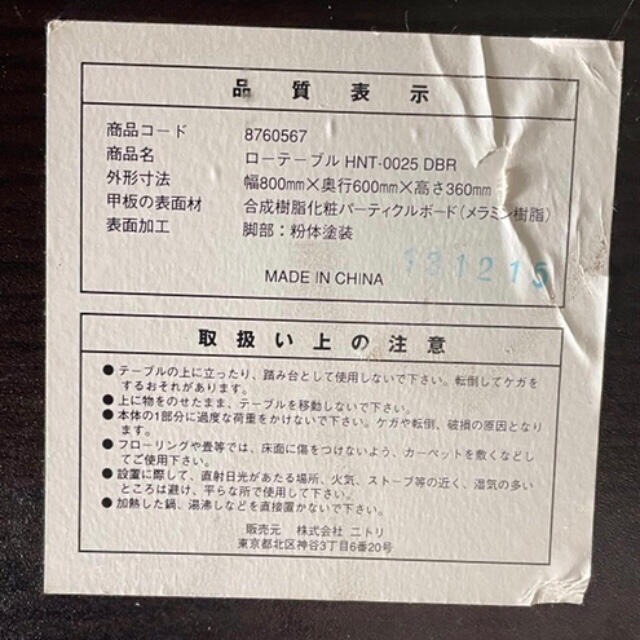 品質表示
商品コード 8760567
商品名 ローテーブル HNT-0025 DBR
外形寸法 幅800mm×奥行600mm×高さ360mm
甲板の表面材 合成樹脂化粧パーティクルボード(メラミン樹脂)
表面加工 脚部:粉体塗装
MADE IN CHINA 131215
取扱い上の注意
●テーブルの上に立ったり、踏み台として使用しないで下さい。転倒してケガを
するおそれがあります。
●上に物をのせたまま、テーブルを移動しないで下さい。
●本体の1部分に過度な荷重をかけないで下さい。ケガや転倒、破損の原因となり
ます。
●フローリングや畳等では、床面に傷をつけないよう、カーペットを敷くなどし
てご使用下さい。
●設置に際して、直射日光があたる場所、火気、ストーブ等の近く、湿気の多い
ところは避け、平らな所で使用して下さい。
●加熱した鍋、湯沸しなどを直接置かないで下さい。
販売元 株式会社 ニトリ
東京都北区神谷3丁目6番20号